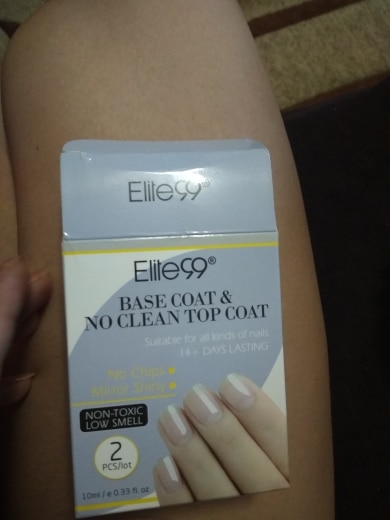 Elite99®
Elite99®
BASE COAT &
NO CLEAN TOP COAT
Suitable for all kinds of nails
14+ DAYS LASTING
No Chips
Mirror Shiny
NON-TOXIC
LOW SMELL
2
PCS/lot
10ml / e 0.33 fl. oz